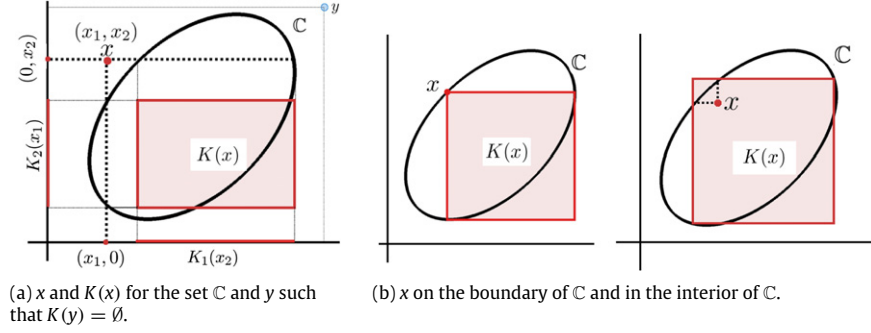 ℂ
y
(x₁, x₂)
x
(0, x₂)
K₂(x₁)
K(x)
(x₁, 0)
K₁(x₂)
ℂ
x
K(x)
ℂ
x
K(x)
(a) x and K(x) for the set ℂ and y such
that K(y) = Ø.
(b) x on the boundary of ℂ and in the interior of ℂ.